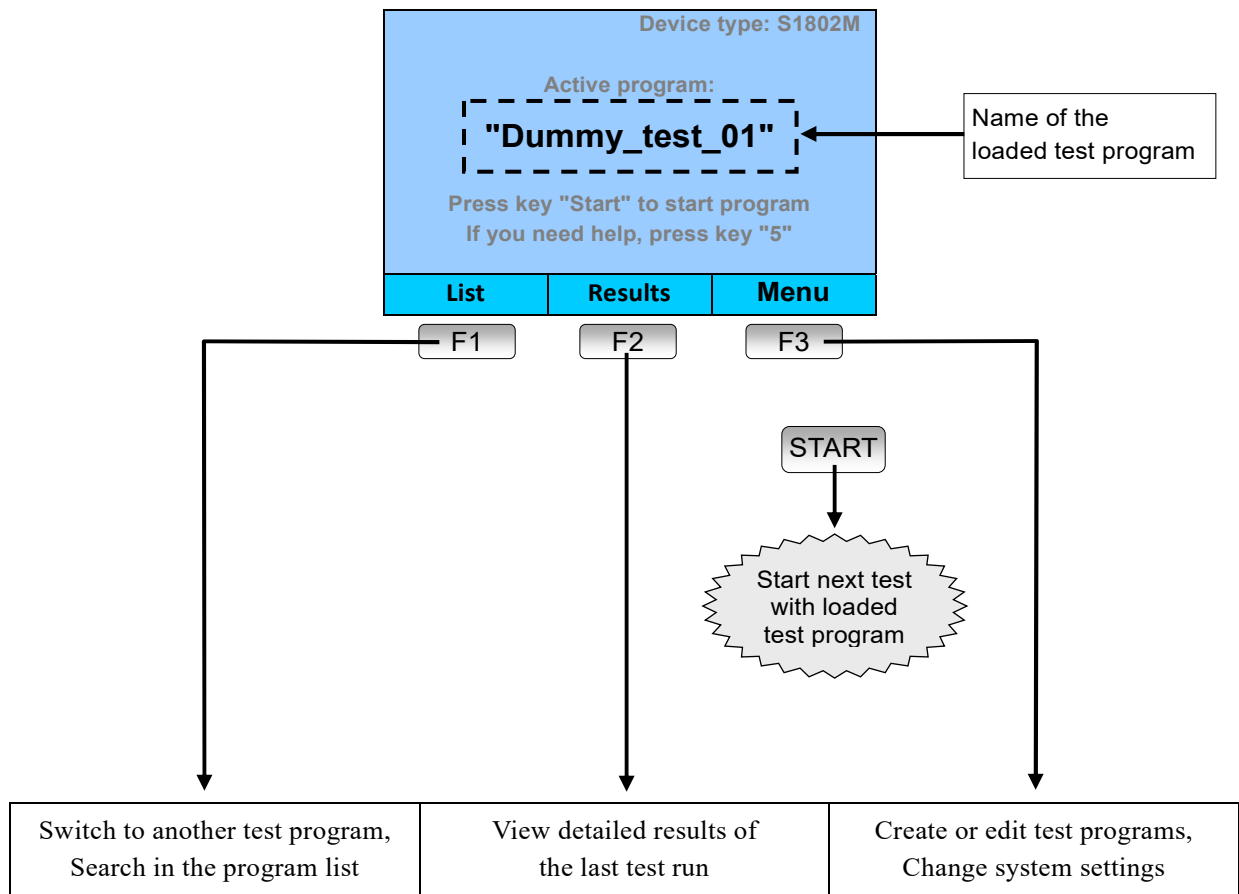 Device type: S1802M
Active program:
"Dummy_test_01"
Name of the
loaded test program
Press key "Start" to start program
If you need help, press key "5"
List
Results
Menu
F1
F2
F3
START
Start next test
with loaded
test program
Switch to another test program,
Search in the program list
View detailed results of
the last test run
Create or edit test programs,
Change system settings